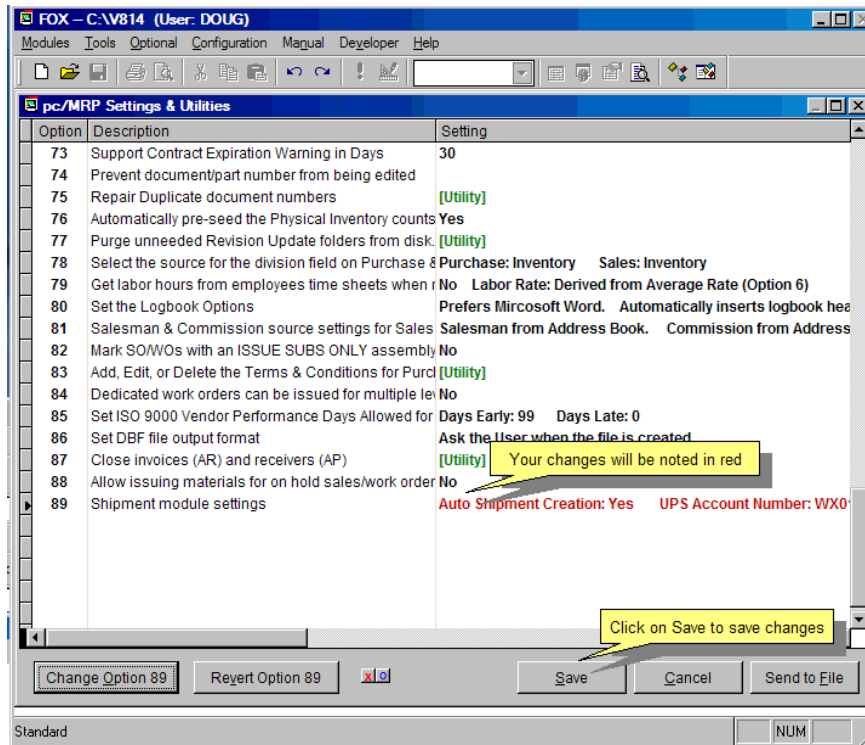 FOX – C:\V814 (User: DOUG)
Modules Tools Optional Configuration Manual Developer Help
pc/MRP Settings & Utilities
Option Description Setting
73 Support Contract Expiration Warning in Days 30
74 Prevent document/part number from being edited
75 Repair Duplicate document numbers [Utility]
76 Automatically pre-seed the Physical Inventory counts Yes
77 Purge unneeded Revision Update folders from disk. [Utility]
78 Select the source for the division field on Purchase & Purchase: Inventory Sales: Inventory
79 Get labor hours from employees time sheets when No Labor Rate: Derived from Average Rate (Option 6)
80 Set the Logbook Options Prefers Mircosoft Word. Automatically inserts logbook hea
81 Salesman & Commission source settings for Sales Salesman from Address Book. Commission from Address
82 Mark SO/WOs with an ISSUE SUBS ONLY assembly No
83 Add, Edit, or Delete the Terms & Conditions for Purc [Utility]
84 Dedicated work orders can be issued for multiple le No
85 Set ISO 9000 Vendor Performance Days Allowed for Days Early: 99 Days Late: 0
86 Set DBF file output format Ask the User when the file is created
87 Close invoices (AR) and receivers (AP) [Utility]
Your changes will be noted in red
88 Allow issuing materials for on hold sales/work order No
89 Shipment module settings Auto Shipment Creation: Yes UPS Account Number: WX0
Click on Save to save changes
Change Option 89 Revert Option 89 x o Save Cancel Send to File
Standard NUM